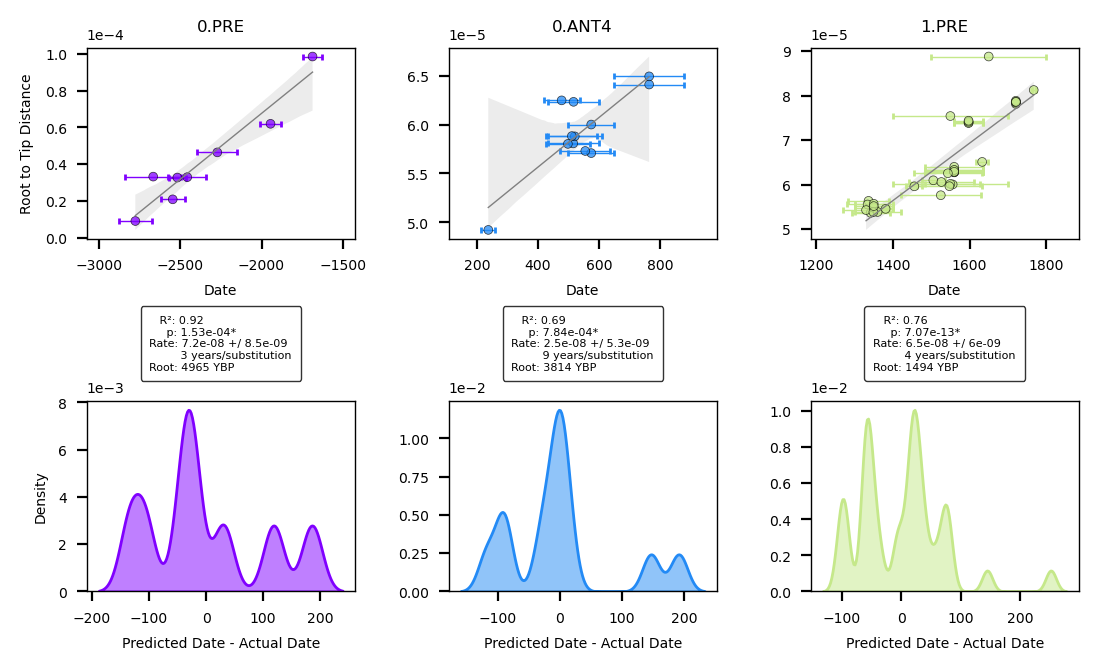 0.PRE
0.ANT4
1.PRE
1e−4
1e−5
1e−5
Root to Tip Distance
1.0
0.8
0.6
0.4
0.2
0.0
6.5
6.0
5.5
5.0
9
8
7
6
5
−3000 −2500 −2000 −1500
200 400 600 800
1200 1400 1600 1800
Date
Date
Date
R²: 0.92
p: 1.53e-04*
Rate: 7.2e-08 +/ 8.5e-09
3 years/substitution
Root: 4965 YBP
R²: 0.69
p: 7.84e-04*
Rate: 2.5e-08 +/ 5.3e-09
9 years/substitution
Root: 3814 YBP
R²: 0.76
p: 7.07e-13*
Rate: 6.5e-08 +/ 6e-09
4 years/substitution
Root: 1494 YBP
1e−3
1e−2
1e−2
Density
8
6
4
2
0
1.00
0.75
0.50
0.25
0.00
1.0
0.8
0.6
0.4
0.2
0.0
−200 −100 0 100 200
−100 0 100 200
−100 0 100 200
Predicted Date - Actual Date
Predicted Date - Actual Date
Predicted Date - Actual Date